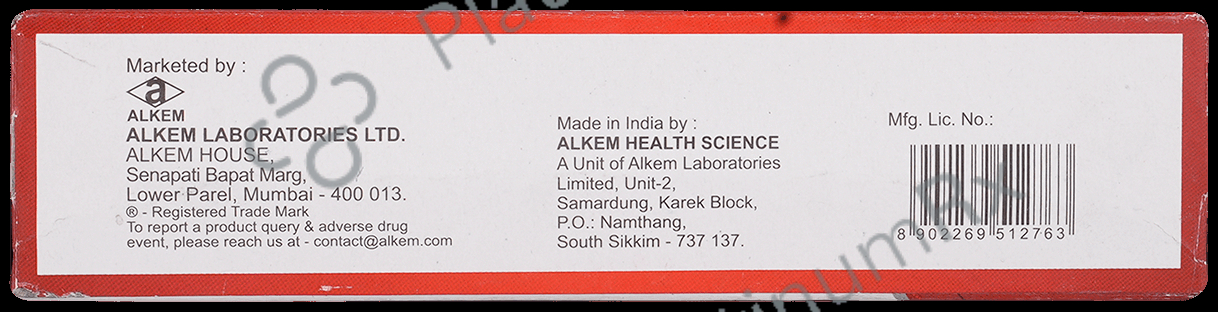 Marketed by :
a
ALKEM
ALKEM LABORATORIES LTD.
ALKEM HOUSE,
Senapati Bapat Marg,
Lower Parel, Mumbai - 400 013.
® - Registered Trade Mark
To report a product query & adverse drug
event, please reach us at - contact@alkem.com
Made in India by :
ALKEM HEALTH SCIENCE
A Unit of Alkem Laboratories
Limited, Unit-2,
Samardung, Karek Block,
P.O.: Namthang,
South Sikkim - 737 137.
Mfg. Lic. No.:
8 902269 512763